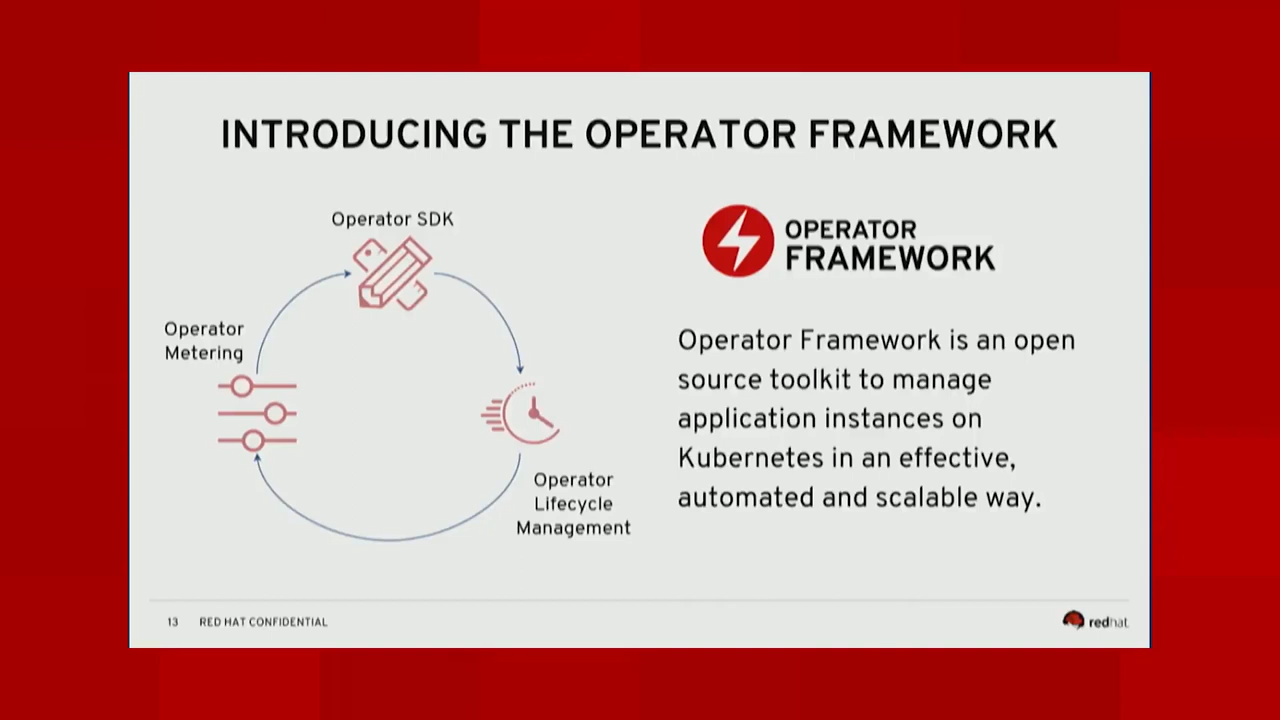 INTRODUCING THE OPERATOR FRAMEWORK
Operator SDK
Operator
Metering
Operator
Lifecycle
Management
OPERATOR
FRAMEWORK
Operator Framework is an open
source toolkit to manage
application instances on
Kubernetes in an effective,
automated and scalable way.
13 RED HAT CONFIDENTIAL
redhat